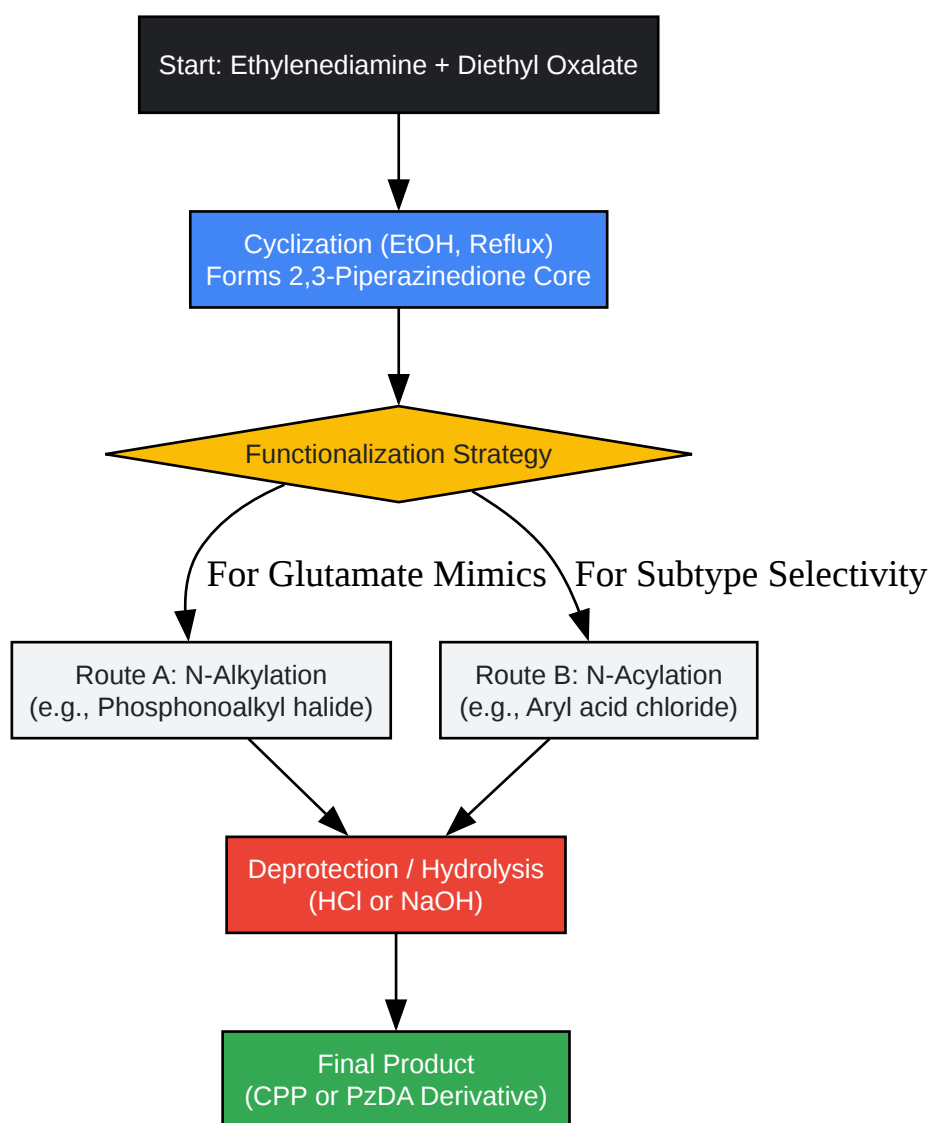 Start: Ethylenediamine + Diethyl Oxalate
Cyclization (EtOH, Reflux)
Forms 2,3-Piperazinedione Core
Functionalization Strategy
For Glutamate Mimics
For Subtype Selectivity
Route A: N-Alkylation
(e.g., Phosphonoalkyl halide)
Route B: N-Acylation
(e.g., Aryl acid chloride)
Deprotection / Hydrolysis
(HCl or NaOH)
Final Product
(CPP or PzDA Derivative)